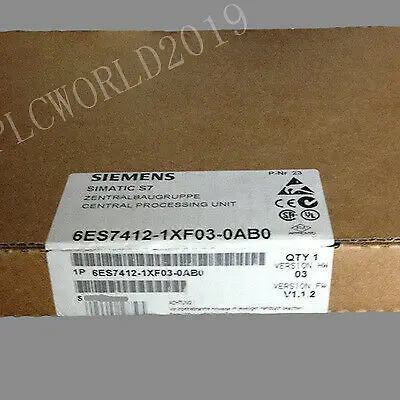 PLCWORLD2019
SIEMENS
P-Nr. 23
SIMATIC S7
ZENTRALBAUGRUPPE
CENTRAL PROCESSING UNIT
6ES7412-1XF03-0AB0
1P 6ES7412-1XF03-0AB0
S
QTY 1
VERSION HW
03
VERSION FW
V1.1.2
ACHTUNG